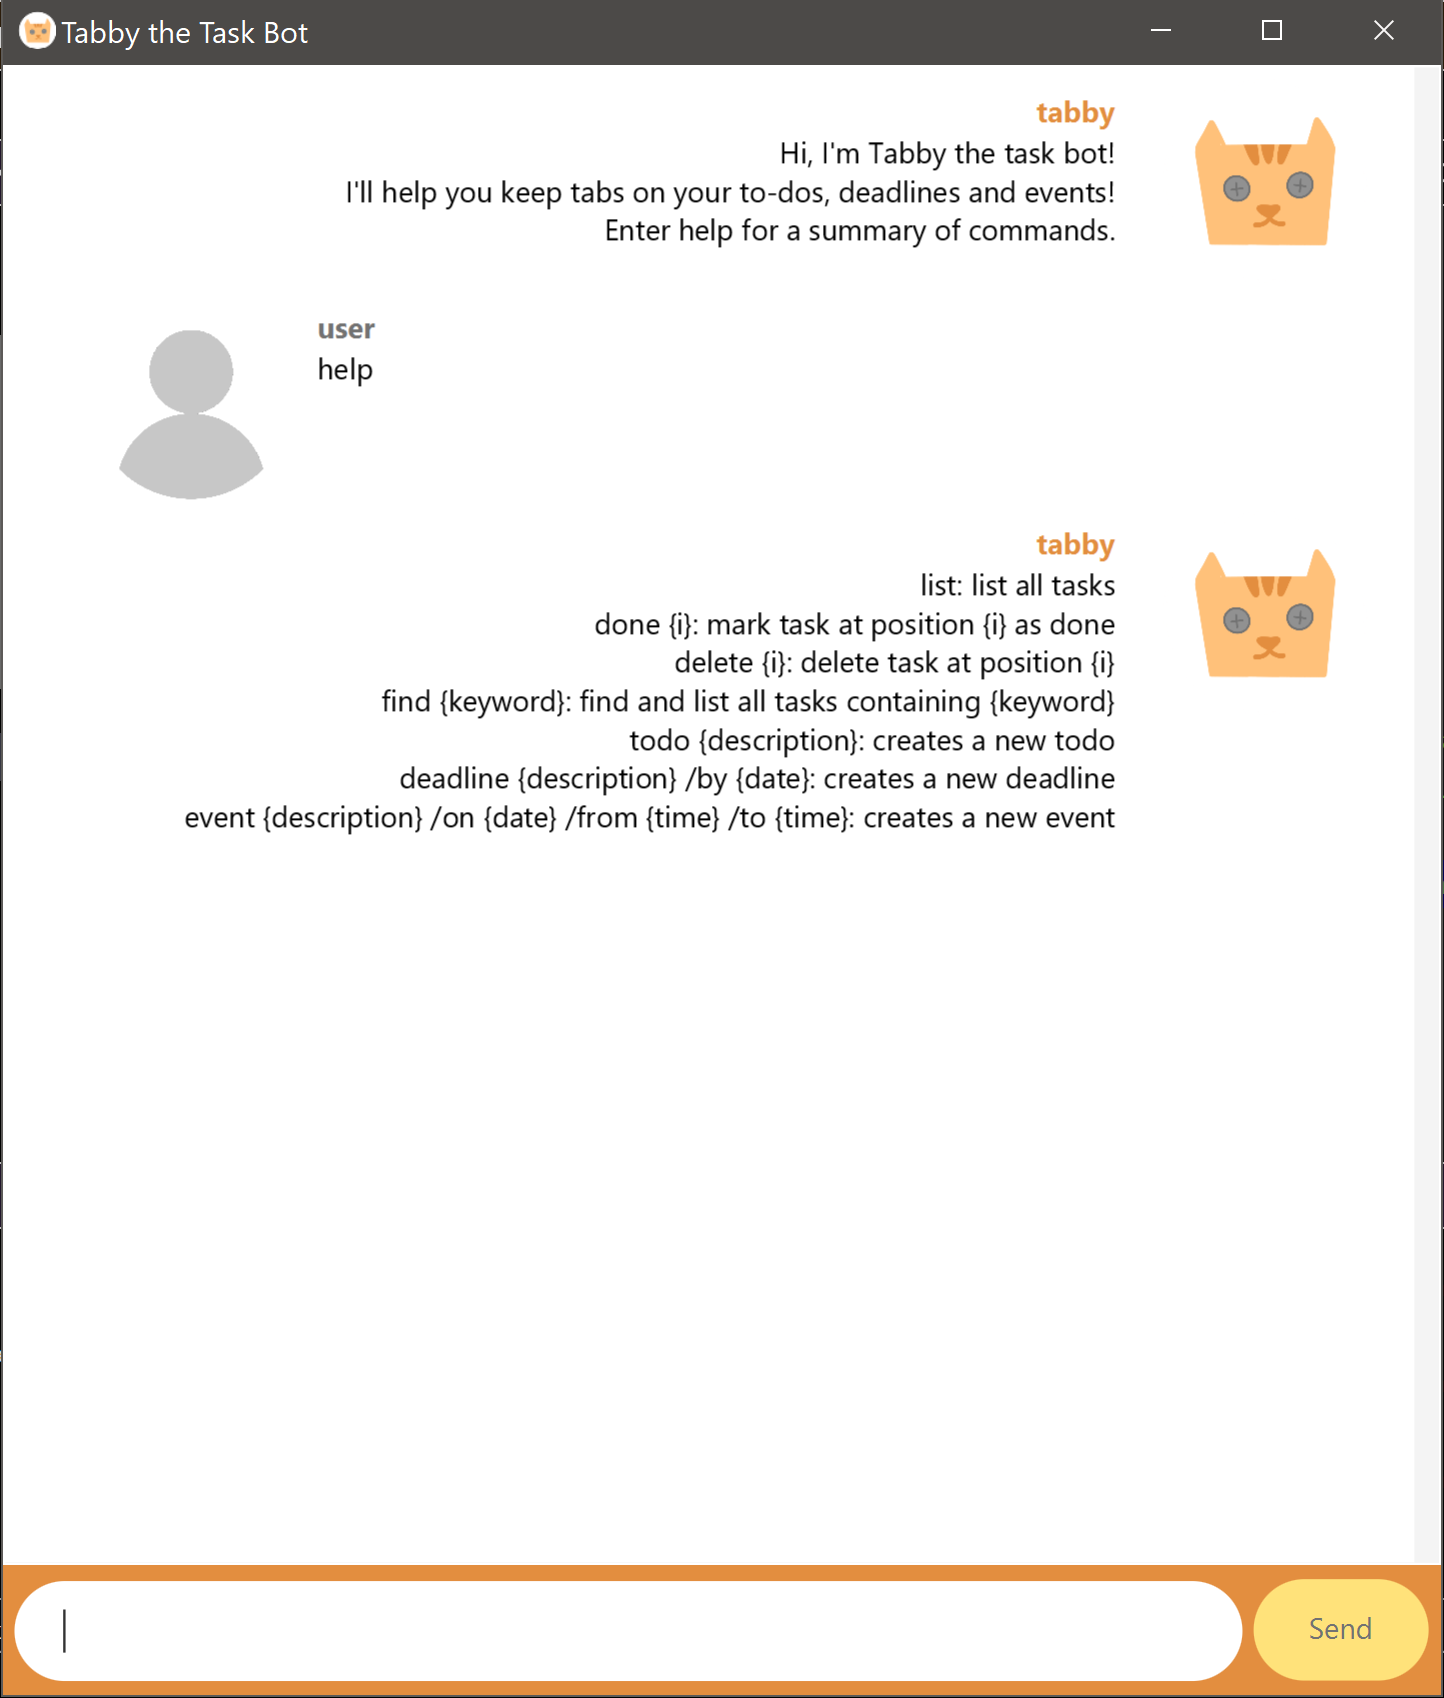 Tabby the Task Bot
tabby
Hi, I'm Tabby the task bot!
I'll help you keep tabs on your to-dos, deadlines and events!
Enter help for a summary of commands.
user
help
tabby
list: list all tasks
done {i}: mark task at position {i} as done
delete {i}: delete task at position {i}
find {keyword}: find and list all tasks containing {keyword}
todo {description}: creates a new todo
deadline {description} /by {date}: creates a new deadline
event {description} /on {date} /from {time} /to {time}: creates a new event
Send